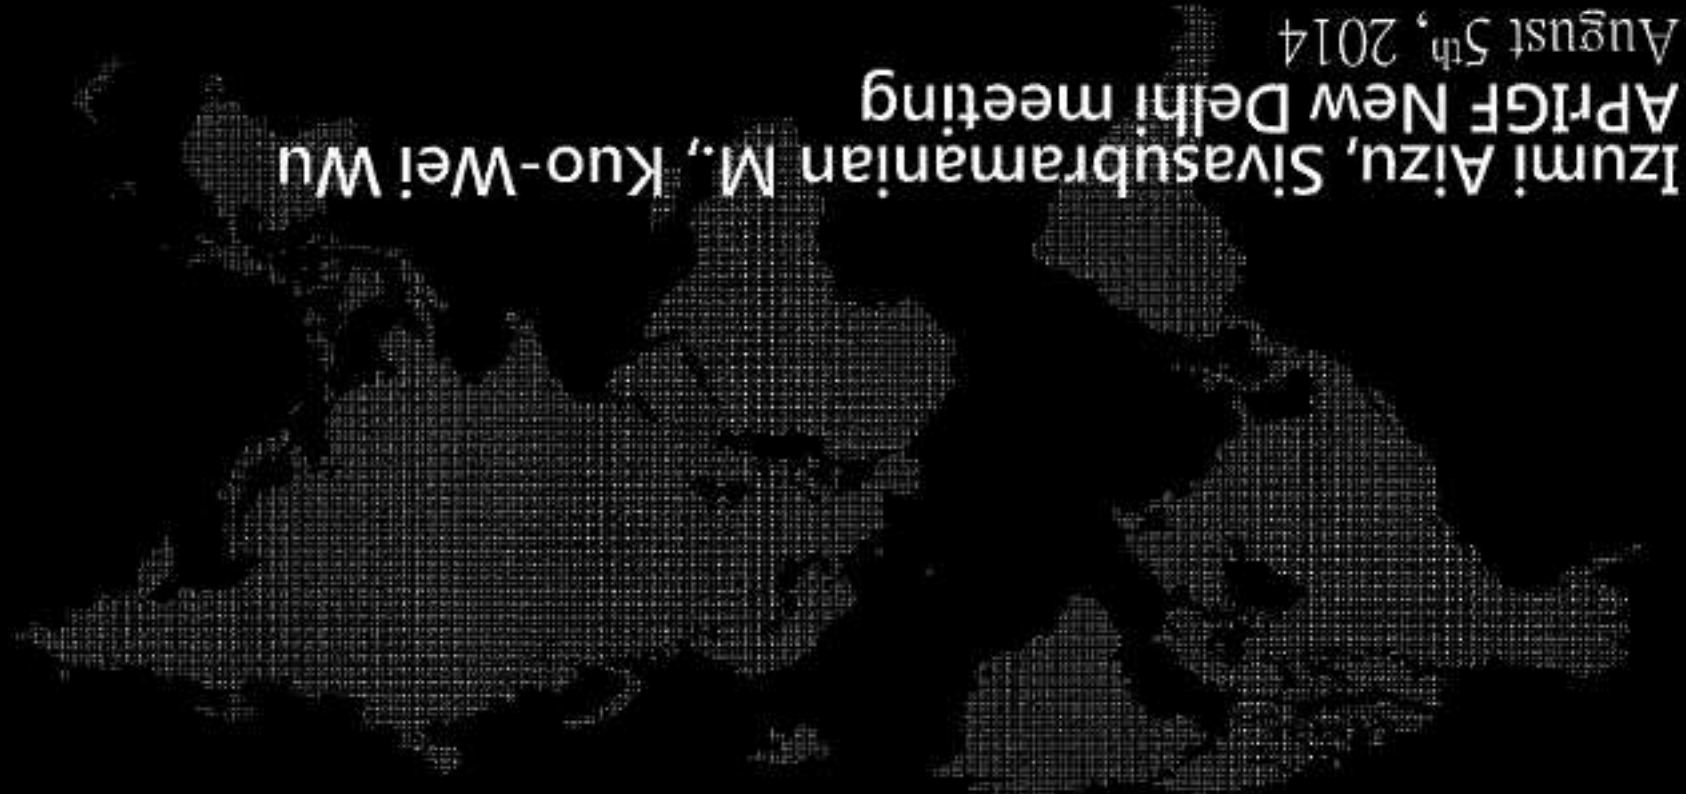 Izumi Aizu, Sivasubramanian M., Kuo-Wei Wu
APrIGF New Delhi meeting
August 5th, 2014